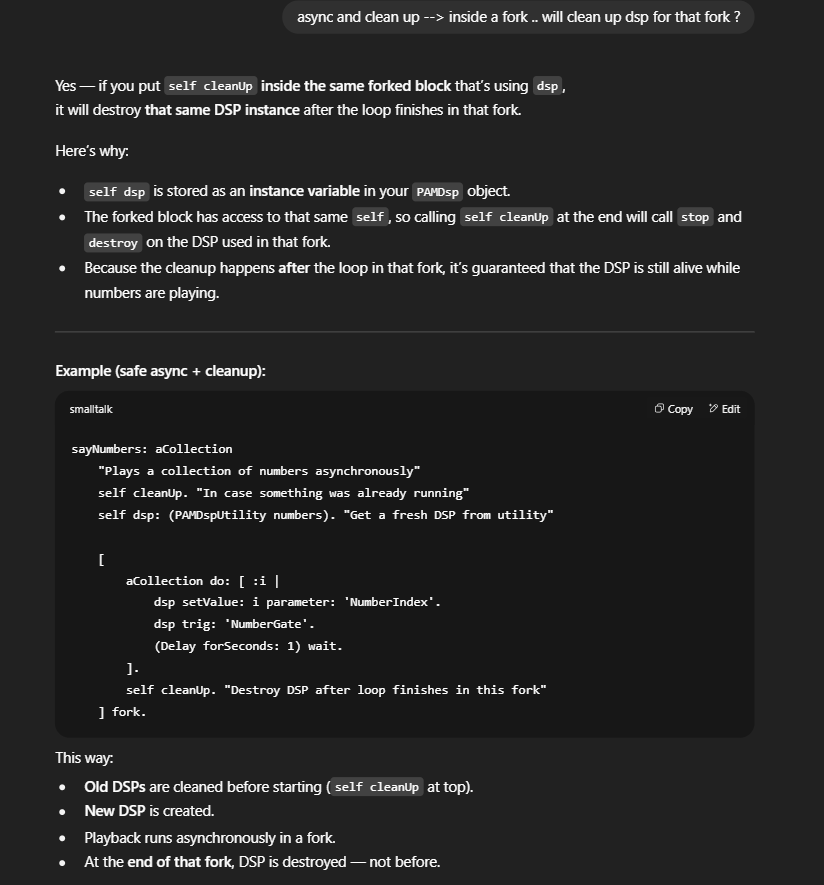 async and clean up --> inside a fork .. will clean up dsp for that fork ?
Yes — if you put self cleanUp inside the same forked block that's using dsp,
it will destroy that same DSP instance after the loop finishes in that fork.
Here's why:
• self dsp is stored as an instance variable in your PAMDsp object.
• The forked block has access to that same self, so calling self cleanUp at the end will call stop and
destroy on the DSP used in that fork.
• Because the cleanup happens after the loop in that fork, it's guaranteed that the DSP is still alive while
numbers are playing.
Example (safe async + cleanup):
smalltalk Copy Edit
sayNumbers: aCollection
    "Plays a collection of numbers asynchronously"
    self cleanUp. "In case something was already running"
    self dsp: (PAMDspUtility numbers). "Get a fresh DSP from utility"
    [
        aCollection do: [ :i |
            dsp setValue: i parameter: 'NumberIndex'.
            dsp trig: 'NumberGate'.
            (Delay forSeconds: 1) wait.
        ].
        self cleanUp. "Destroy DSP after loop finishes in this fork"
    ] fork.
This way:
• Old DSPs are cleaned before starting (self cleanUp at top).
• New DSP is created.
• Playback runs asynchronously in a fork.
• At the end of that fork, DSP is destroyed — not before.